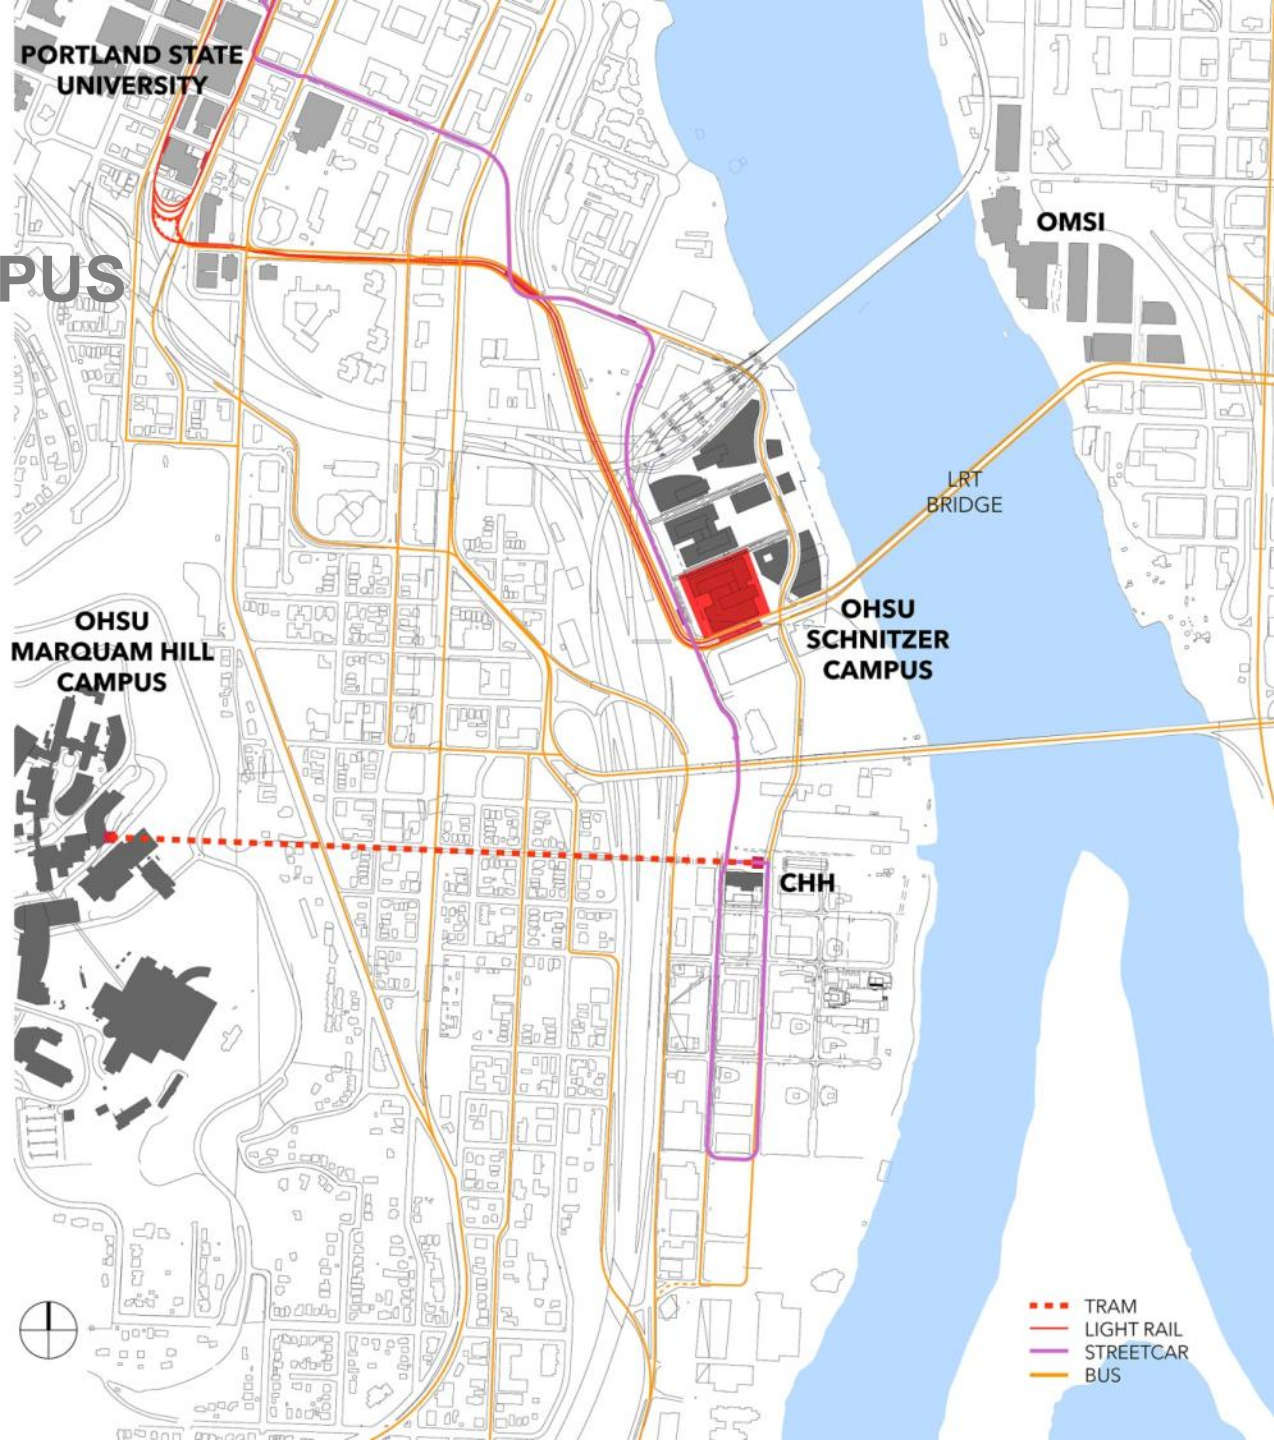 PORTLAND STATE
UNIVERSITY
OMSI
PUS
LRT
BRIDGE
OHSU
SCHNITZER
CAMPUS
OHSU
MARQUAM HILL
CAMPUS
CHH
TRAM
LIGHT RAIL
STREETCAR
BUS